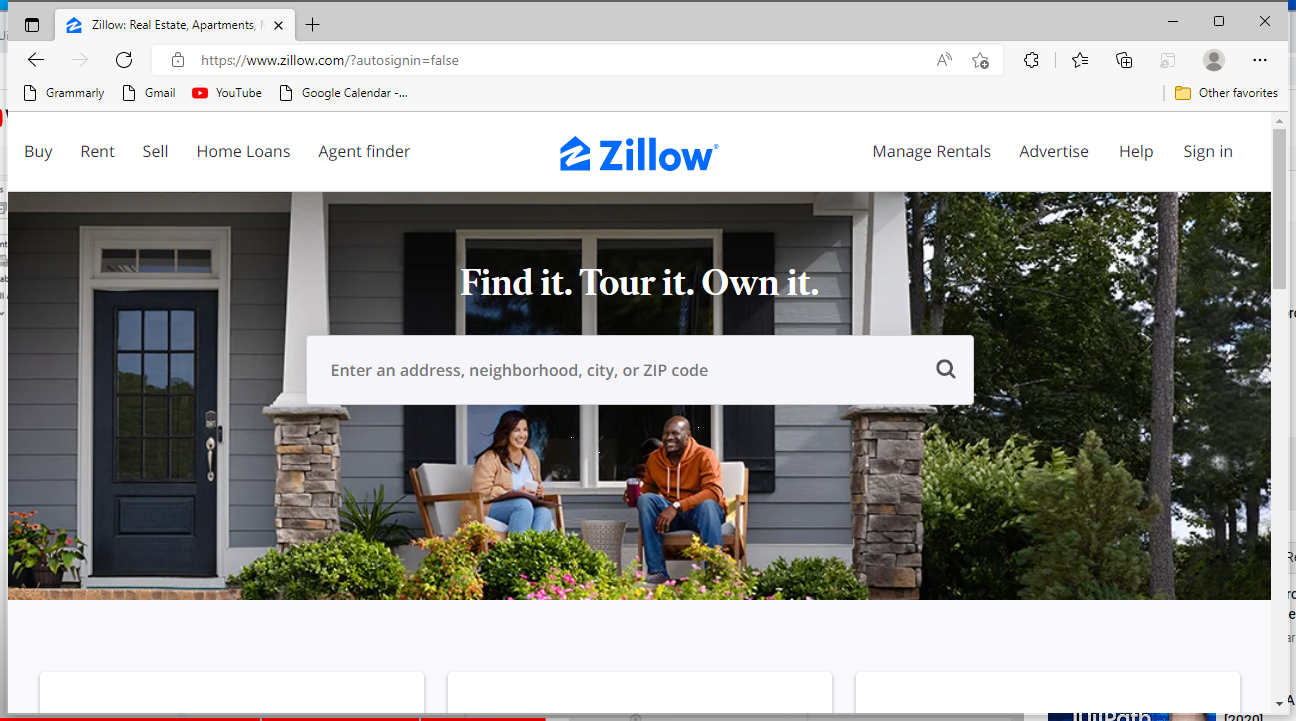 Zillow: Real Estate, Apartments,
https://www.zillow.com/?autosignin=false
Grammarly
Gmail
YouTube
Google Calendar -...
Other favorites
Buy
Rent
Sell
Home Loans
Agent finder
Zillow
Manage Rentals
Advertise
Help
Sign in
Find it. Tour it. Own it.
Enter an address, neighborhood, city, or ZIP code
[2020]